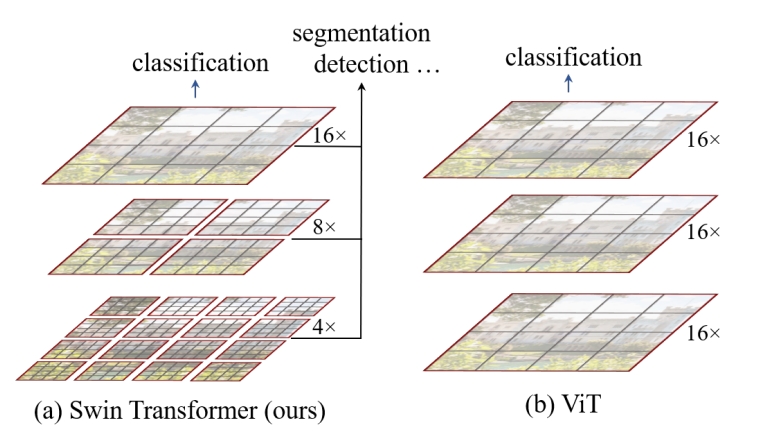 segmentation
detection …
classification
16×
8×
4×
(a) Swin Transformer (ours)
classification
16×
16×
16×
(b) ViT